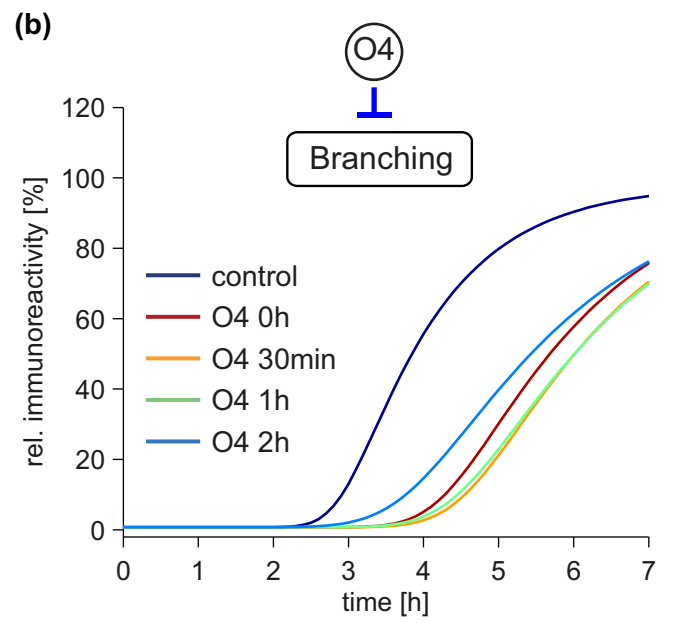 (b)
O4
Branching
120
100
80
60
40
20
0
rel. immunoreactivity [%]
control
O4 0h
O4 30min
O4 1h
O4 2h
0 1 2 3 4 5 6 7
time [h]